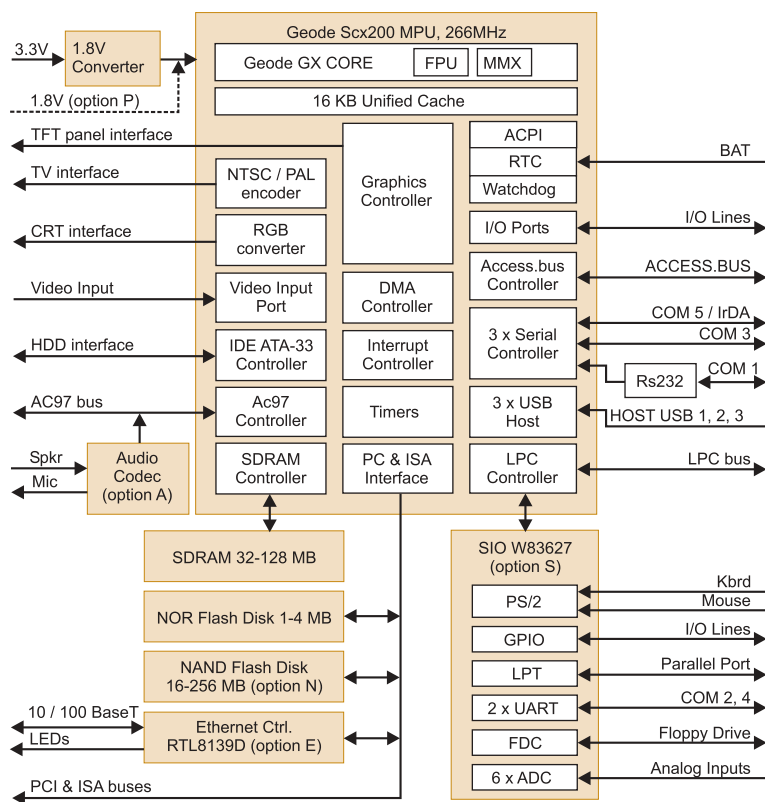 Geode Scx200 MPU, 266MHz
3.3V
1.8V
Converter
Geode GX CORE
FPU
MMX
1.8V (option P)
16 KB Unified Cache
TFT panel interface
TV interface
NTSC / PAL
encoder
Graphics
Controller
ACPI
RTC
Watchdog
BAT
CRT interface
RGB
converter
I/O Ports
I/O Lines
Video Input
Video Input
Port
DMA
Controller
Access.bus
Controller
ACCESS.BUS
HDD interface
IDE ATA-33
Controller
Interrupt
Controller
3 x Serial
Controller
COM 5 / IrDA
COM 3
Rs232
COM 1
AC97 bus
Ac97
Controller
Timers
3 x USB
Host
HOST USB 1, 2, 3
Spkr
Mic
Audio
Codec
(option A)
SDRAM
Controller
PC & ISA
Interface
LPC
Controller
LPC bus
SDRAM 32-128 MB
SIO W83627
(option S)
NOR Flash Disk 1-4 MB
PS/2
Kbrd
Mouse
GPIO
I/O Lines
NAND Flash Disk
16-256 MB (option N)
LPT
Parallel Port
10 / 100 BaseT
LEDs
Ethernet Ctrl.
RTL8139D (option E)
2 x UART
COM 2, 4
FDC
Floppy Drive
6 x ADC
Analog Inputs
PCI & ISA buses